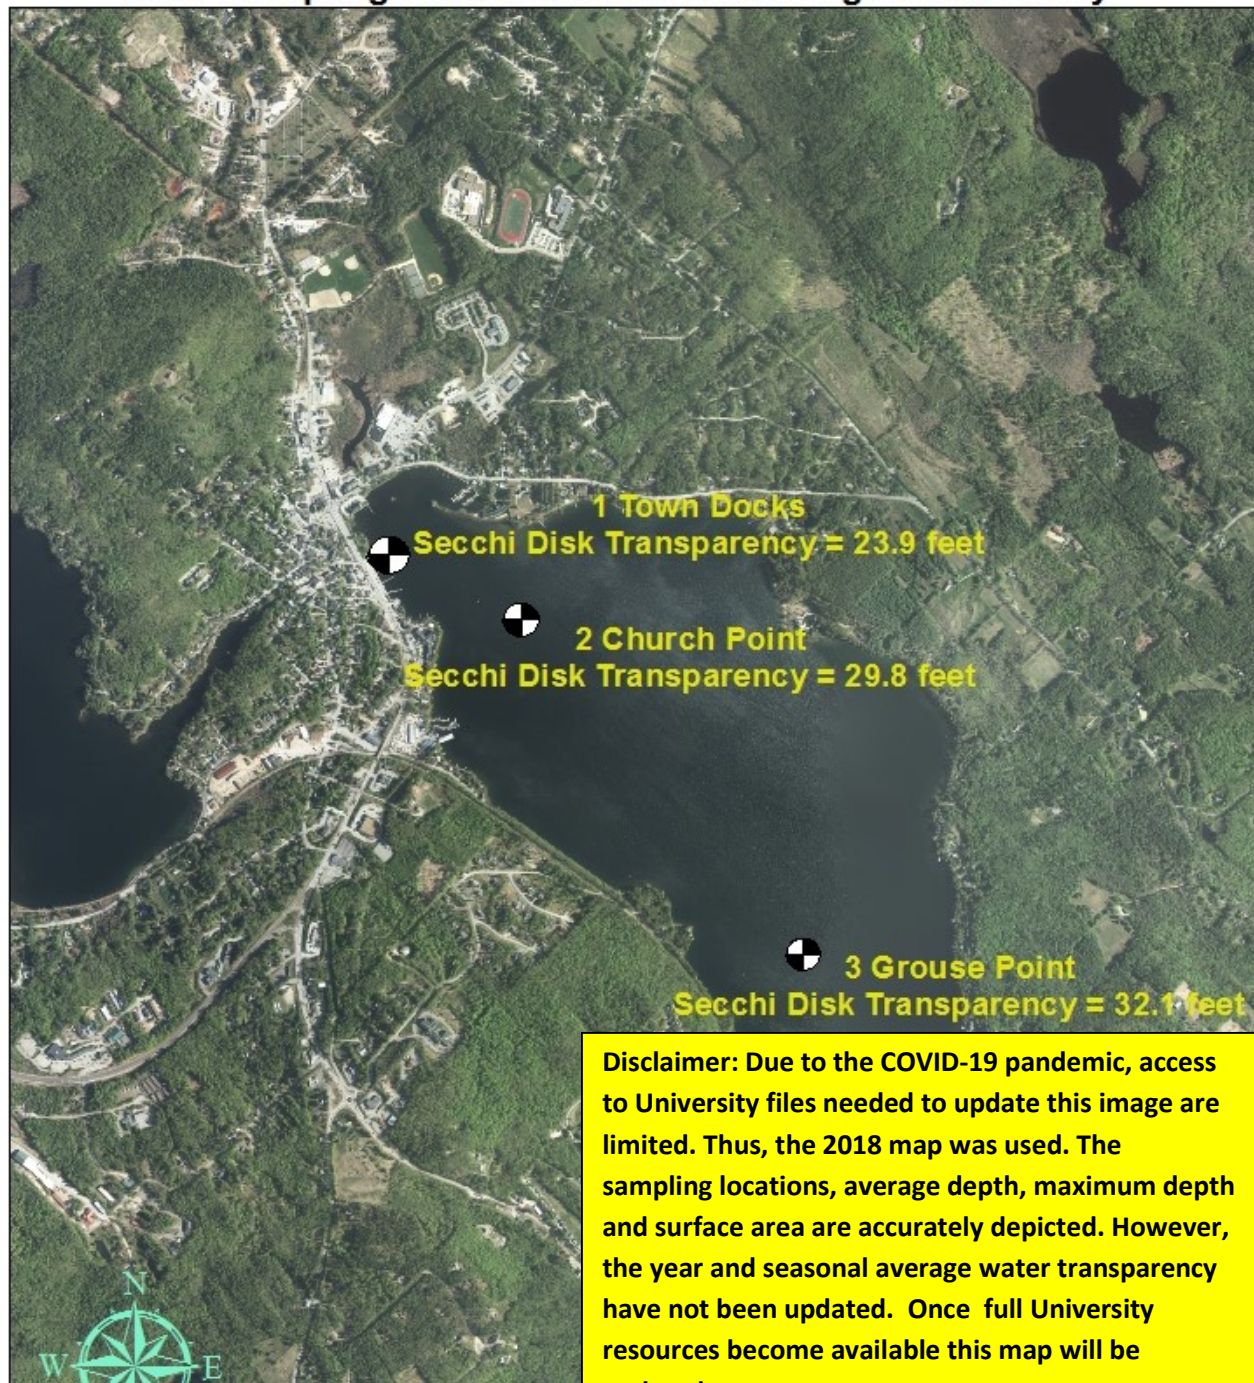 1 Town Docks
Secchi Disk Transparency = 23.9 feet
2 Church Point
Secchi Disk Transparency = 29.8 feet
3 Grouse Point
Secchi Disk Transparency = 32.1 feet
Disclaimer: Due to the COVID-19 pandemic, access
to University files needed to update this image are
limited. Thus, the 2018 map was used. The
sampling locations, average depth, maximum depth
and surface area are accurately depicted. However,
the year and seasonal average water transparency
have not been updated. Once full University
resources become available this map will be
N
W E